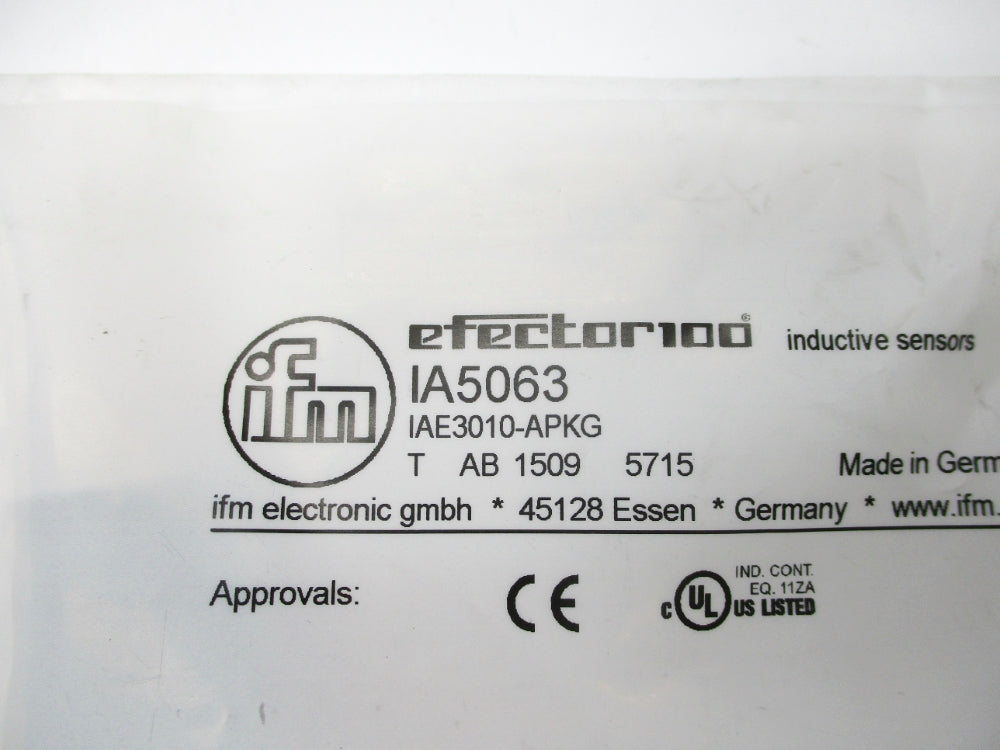 ifm
efector100® inductive sensors
IA5063
IAE3010-APKG
T AB 1509 5715 Made in Germ
ifm electronic gmbh * 45128 Essen * Germany * www.ifm.
Approvals:
CE
c UL US LISTED
IND. CONT.
EQ. 11ZA